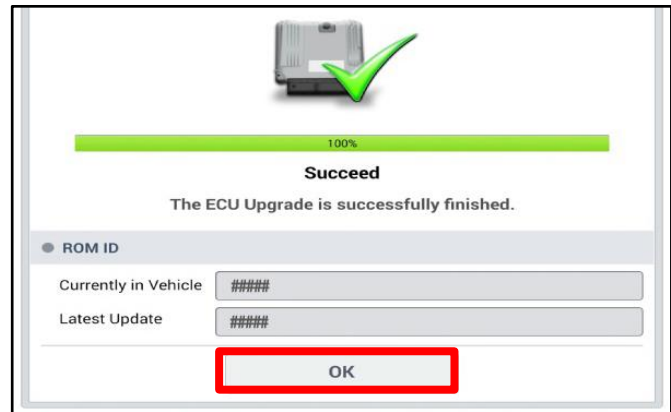 100%
Succeed
The ECU Upgrade is successfully finished.
ROM ID
Currently in Vehicle #####
Latest Update #####
OK